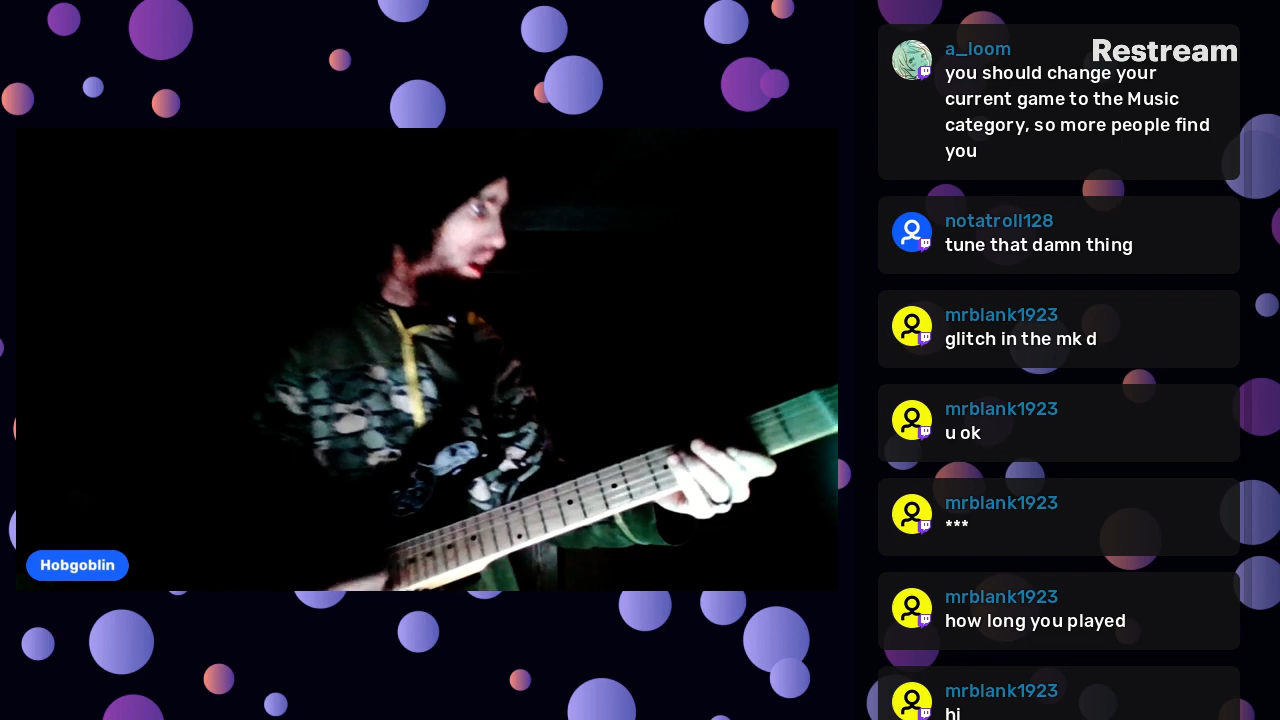 Restream
a_loom
you should change your
current game to the Music
category, so more people find
you
notatroll128
tune that damn thing
mrblank1923
glitch in the mk d
mrblank1923
u ok
mrblank1923
***
mrblank1923
how long you played
mrblank1923
hi
Hobgoblin